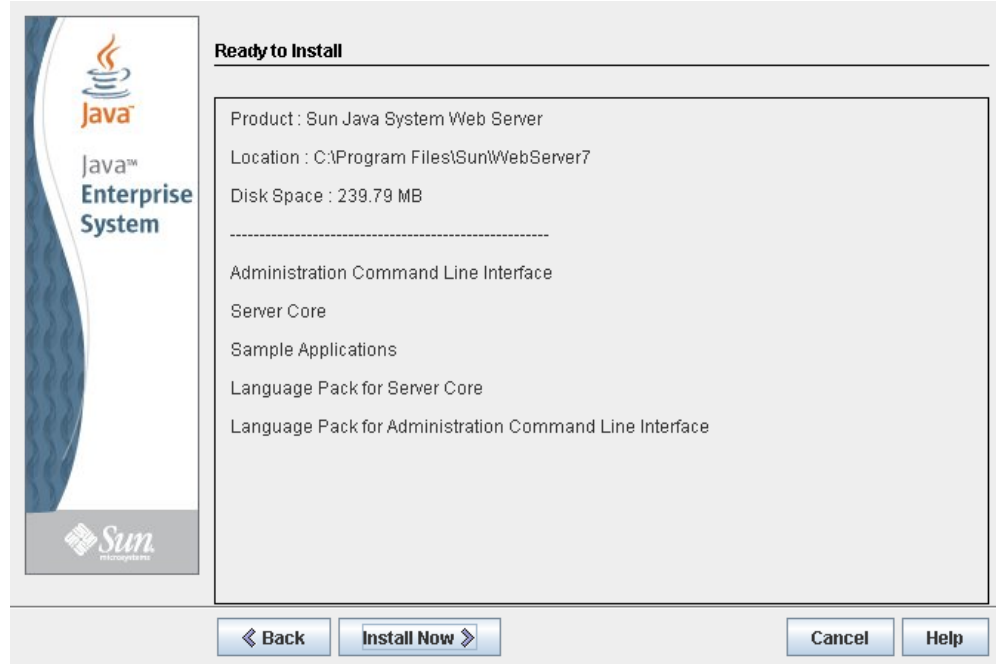 Java™
Java™
Enterprise
System
Sun
microsystems
Ready to Install
Product : Sun Java System Web Server
Location : C:\Program Files\Sun\WebServer7
Disk Space : 239.79 MB
------------------------------------------------------
Administration Command Line Interface
Server Core
Sample Applications
Language Pack for Server Core
Language Pack for Administration Command Line Interface
Back
Install Now
Cancel
Help